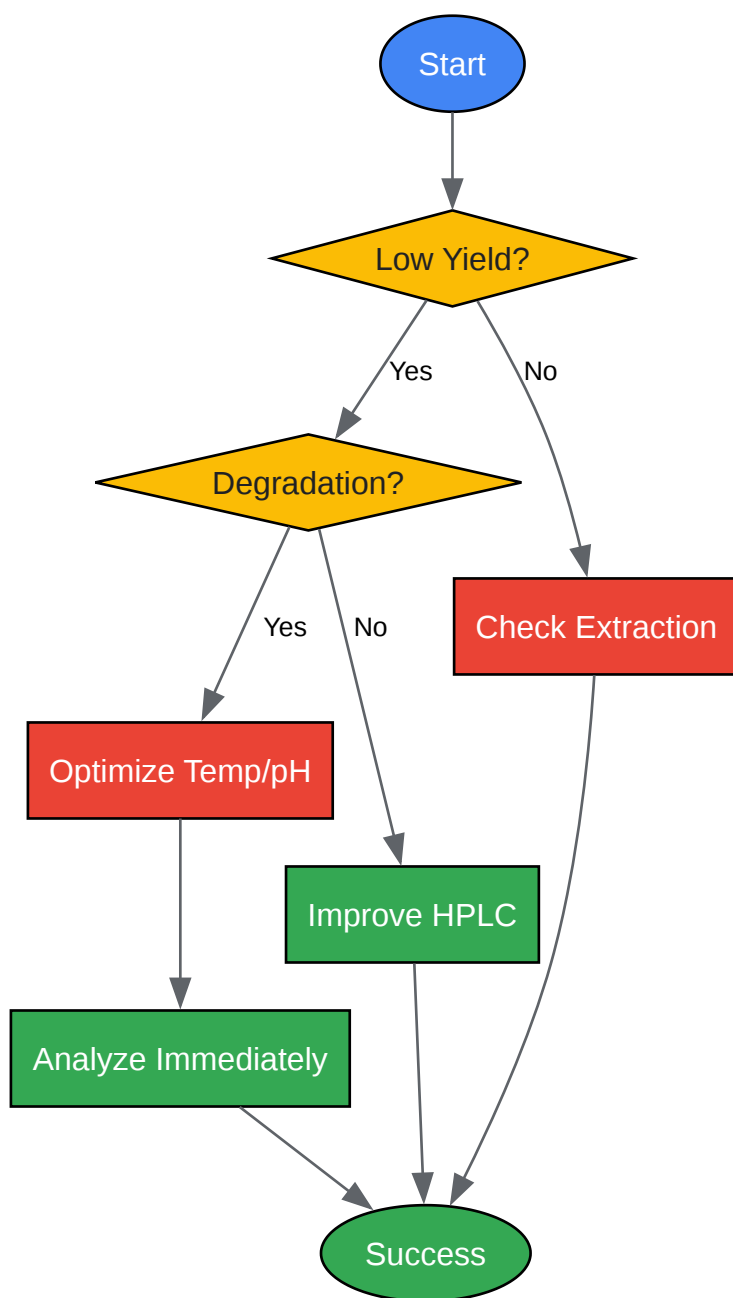 Start
Low Yield?
Yes
No
Degradation?
Yes
No
Check Extraction
Optimize Temp/pH
Improve HPLC
Analyze Immediately
Success